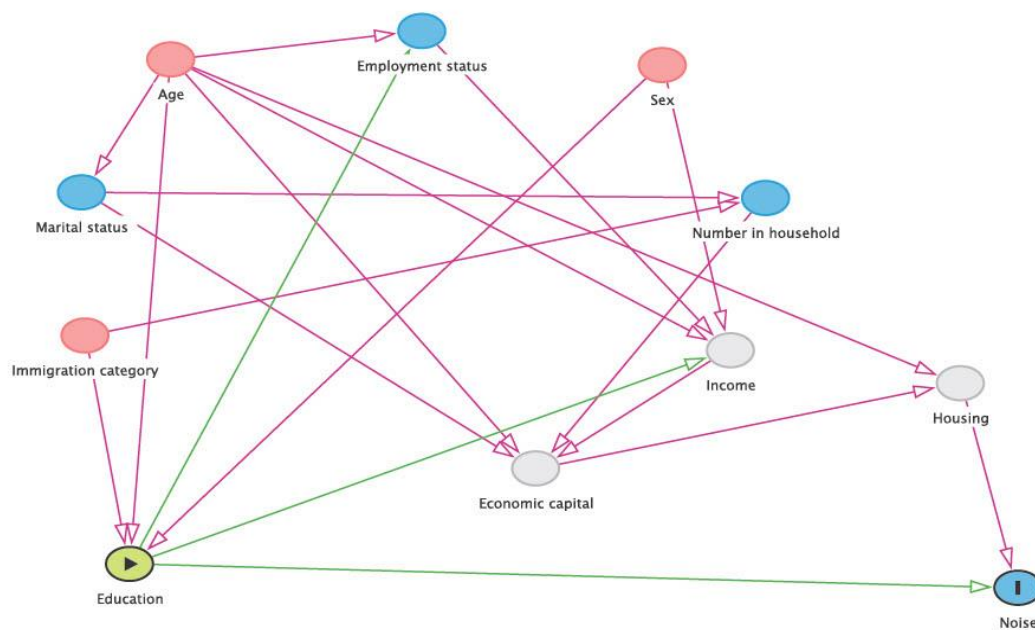 Employment status
Age
Sex
Marital status
Number in household
Immigration category
Income
Housing
Economic capital
Education
Noise